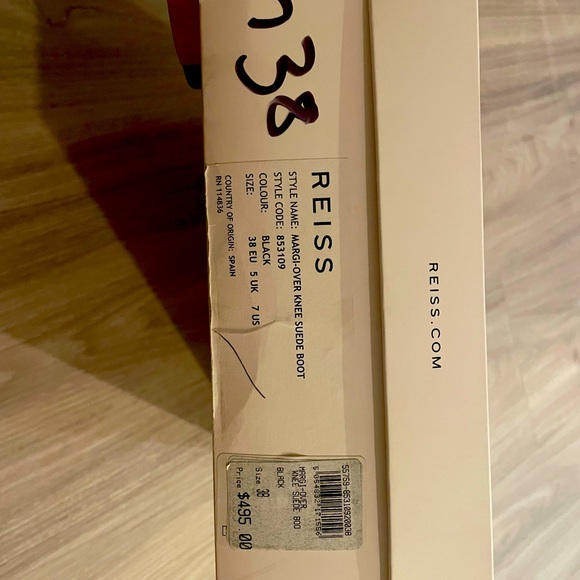 38
REISS
STYLE NAME: MARGI-OVER KNEE SUEDE BOOT
STYLE CODE: 853109
COLOUR: BLACK
SIZE: 38 EU 5 UK 7 US
COUNTRY OF ORIGIN: SPAIN
RN 114836
REISS.COM
MARGI-OVER
KNEE SUEDE BOO
BLACK
Size 38
Price $495.00